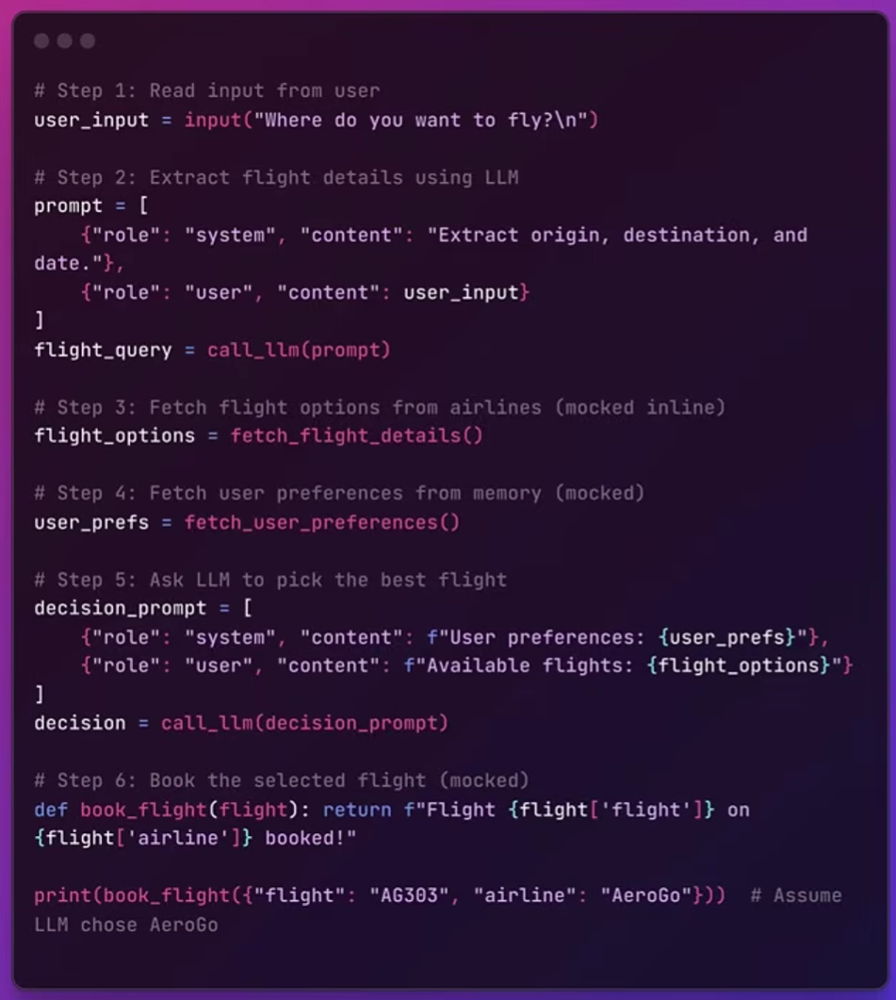 # Step 1: Read input from user
user_input = input("Where do you want to fly?\n")

# Step 2: Extract flight details using LLM
prompt = [
    {"role": "system", "content": "Extract origin, destination, and
date."},
    {"role": "user", "content": user_input}
]
flight_query = call_llm(prompt)

# Step 3: Fetch flight options from airlines (mocked inline)
flight_options = fetch_flight_details()

# Step 4: Fetch user preferences from memory (mocked)
user_prefs = fetch_user_preferences()

# Step 5: Ask LLM to pick the best flight
decision_prompt = [
    {"role": "system", "content": f"User preferences: {user_prefs}"},
    {"role": "user", "content": f"Available flights: {flight_options}"}
]
decision = call_llm(decision_prompt)

# Step 6: Book the selected flight (mocked)
def book_flight(flight): return f"Flight {flight['flight']} on
{flight['airline']} booked!"

print(book_flight({"flight": "AG303", "airline": "AeroGo"}))  # Assume
LLM chose AeroGo